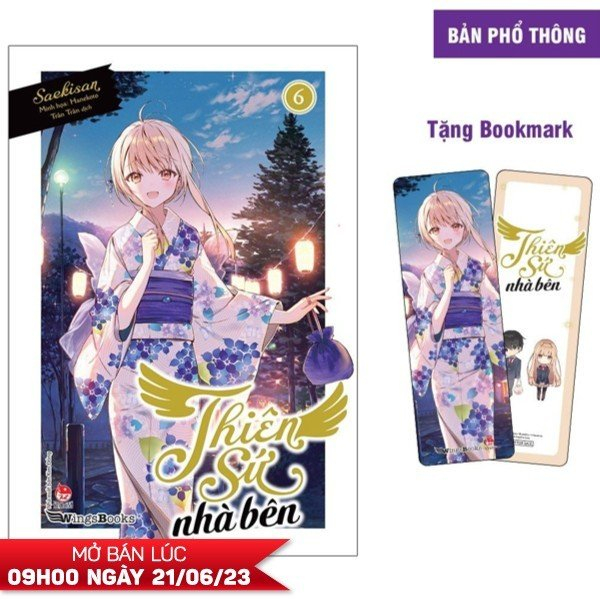 BẢN PHỔ THÔNG
Saekisan
Minh họa: Hanekoto
Trần Trần dịch
6
Tặng Bookmark
Thiên
Sứ
nhà bên
WingsBooks
Thiên
Sứ
nhà bên
MỞ BÁN LÚC
09H00 NGÀY 21/06/23